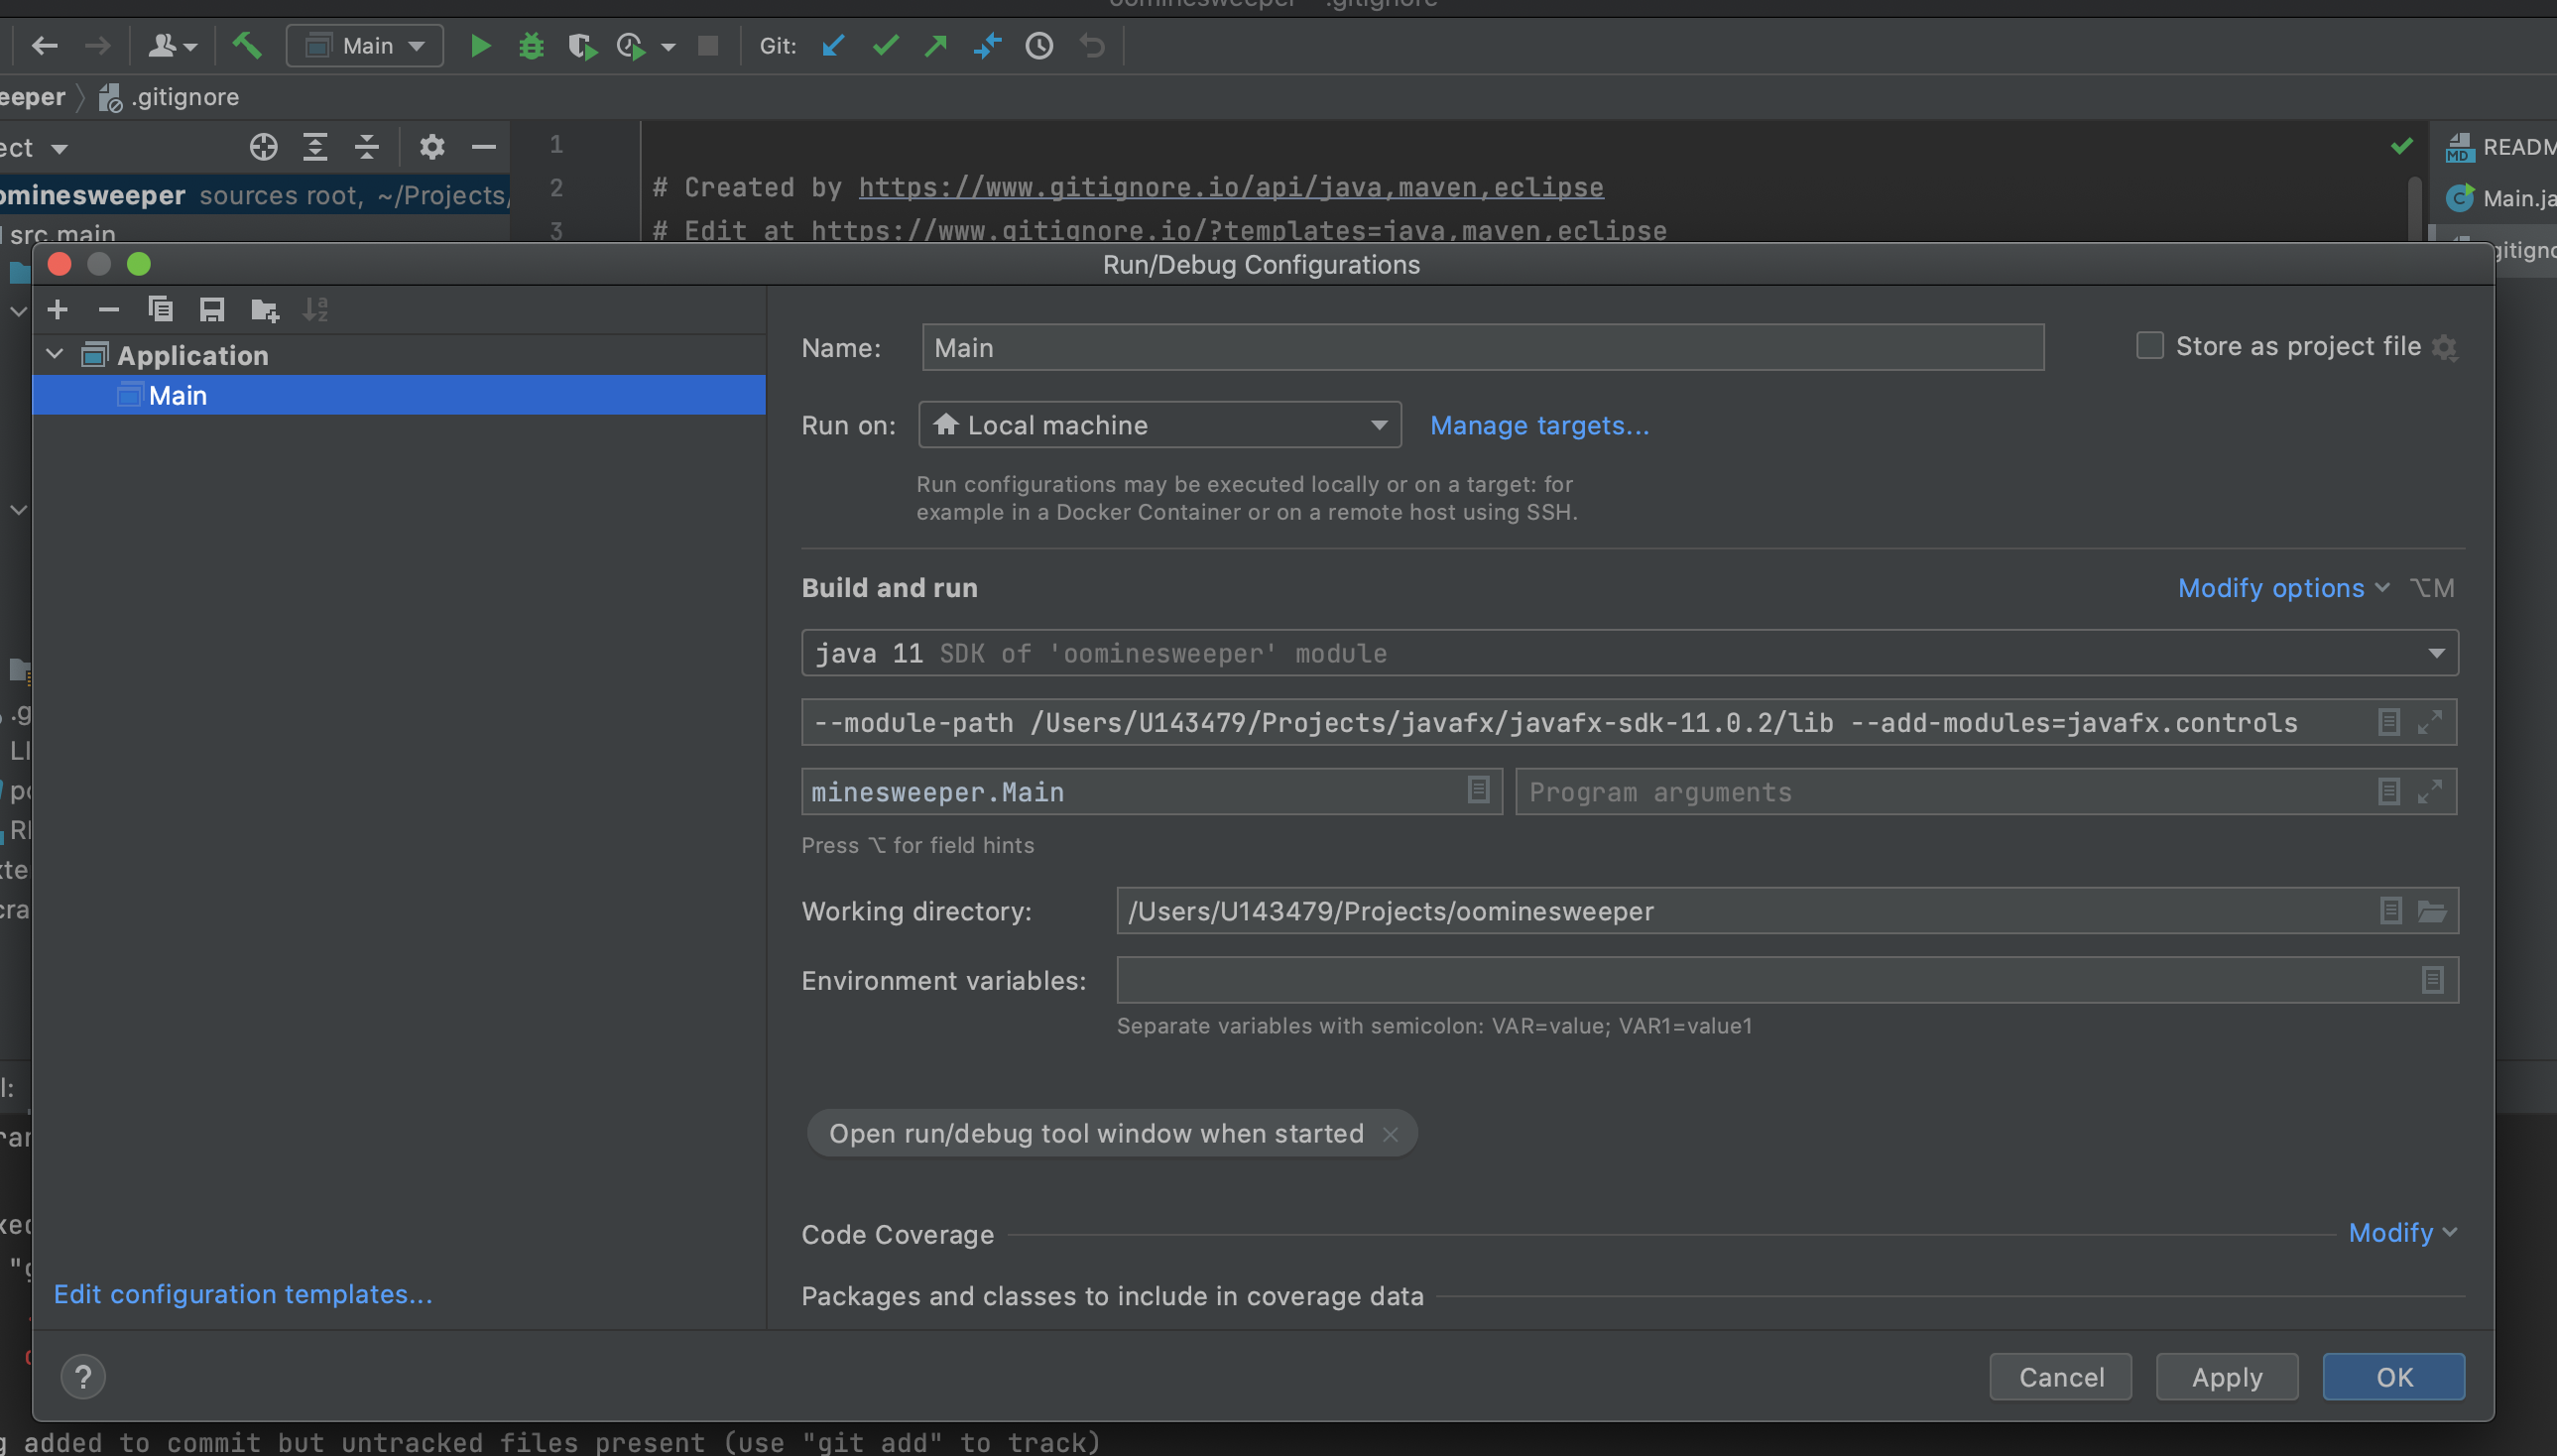 Main
Git:
eeper
.gitignore
ect
1
2 # Created by https://www.gitignore.io/api/java,maven,eclipse
3 # Edit at https://www.gitignore.io/?templates=java,maven,eclipse
ominesweeper sources root, ~/Projects/
src.main
READM
Main.ja
gitigno
Run/Debug Configurations
Application
Main
Name: Main
Store as project file
Run on: Local machine Manage targets...
Run configurations may be executed locally or on a target: for
example in a Docker Container or on a remote host using SSH.
Build and run
Modify options ⌥M
java 11 SDK of 'oominesweeper' module
--module-path /Users/U143479/Projects/javafx/javafx-sdk-11.0.2/lib --add-modules=javafx.controls
minesweeper.Main Program arguments
Press ⌥ for field hints
Working directory: /Users/U143479/Projects/oominesweeper
Environment variables:
Separate variables with semicolon: VAR=value; VAR1=value1
Open run/debug tool window when started
Code Coverage Modify
Packages and classes to include in coverage data
Edit configuration templates...
?
Cancel Apply OK
g added to commit but untracked files present (use "git add" to track)